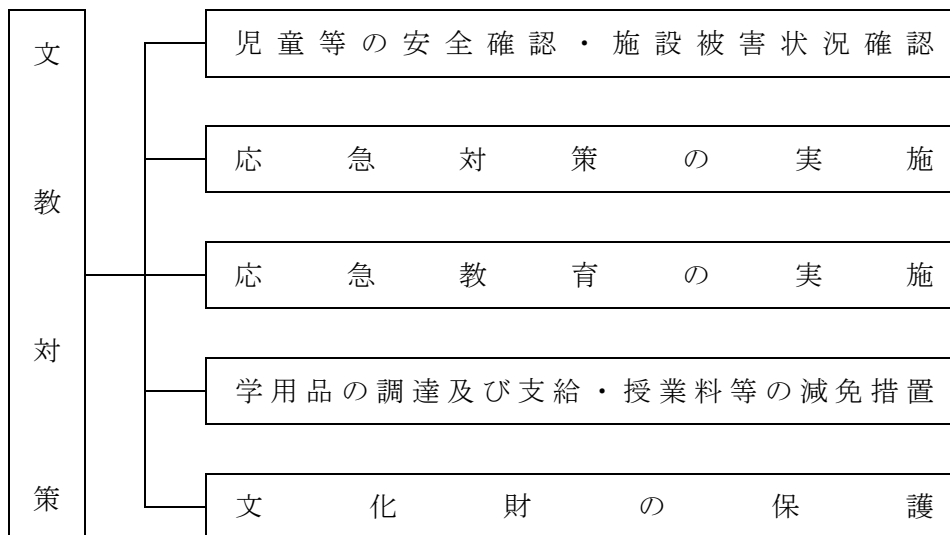 文教対策
児童等の安全確認・施設被害状況確認
応急対策の実施
応急教育の実施
学用品の調達及び支給・授業料等の減免措置
文化財の保護